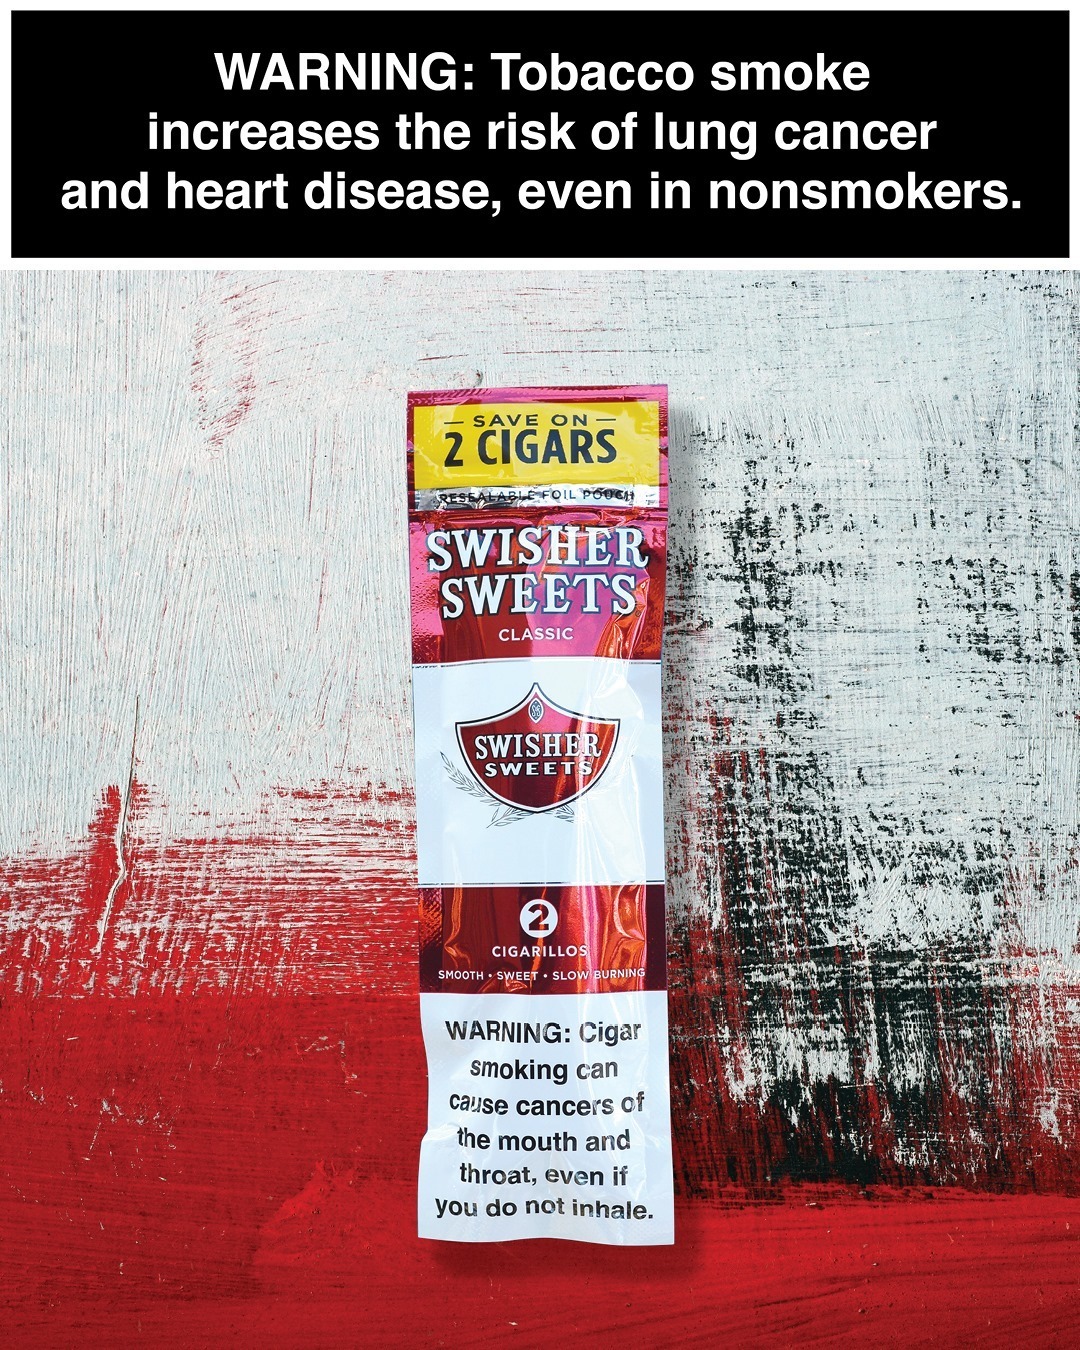 WARNING: Tobacco smoke
increases the risk of lung cancer
and heart disease, even in nonsmokers.
SAVE ON
2 CIGARS
RESEALABLE FOIL POUCH
SWISHER
SWEETS
CLASSIC
SWISHER
SWEETS
2
CIGARILLOS
SMOOTH • SWEET • SLOW BURNING
WARNING: Cigar
smoking can
cause cancers of
the mouth and
throat, even if
you do not inhale.